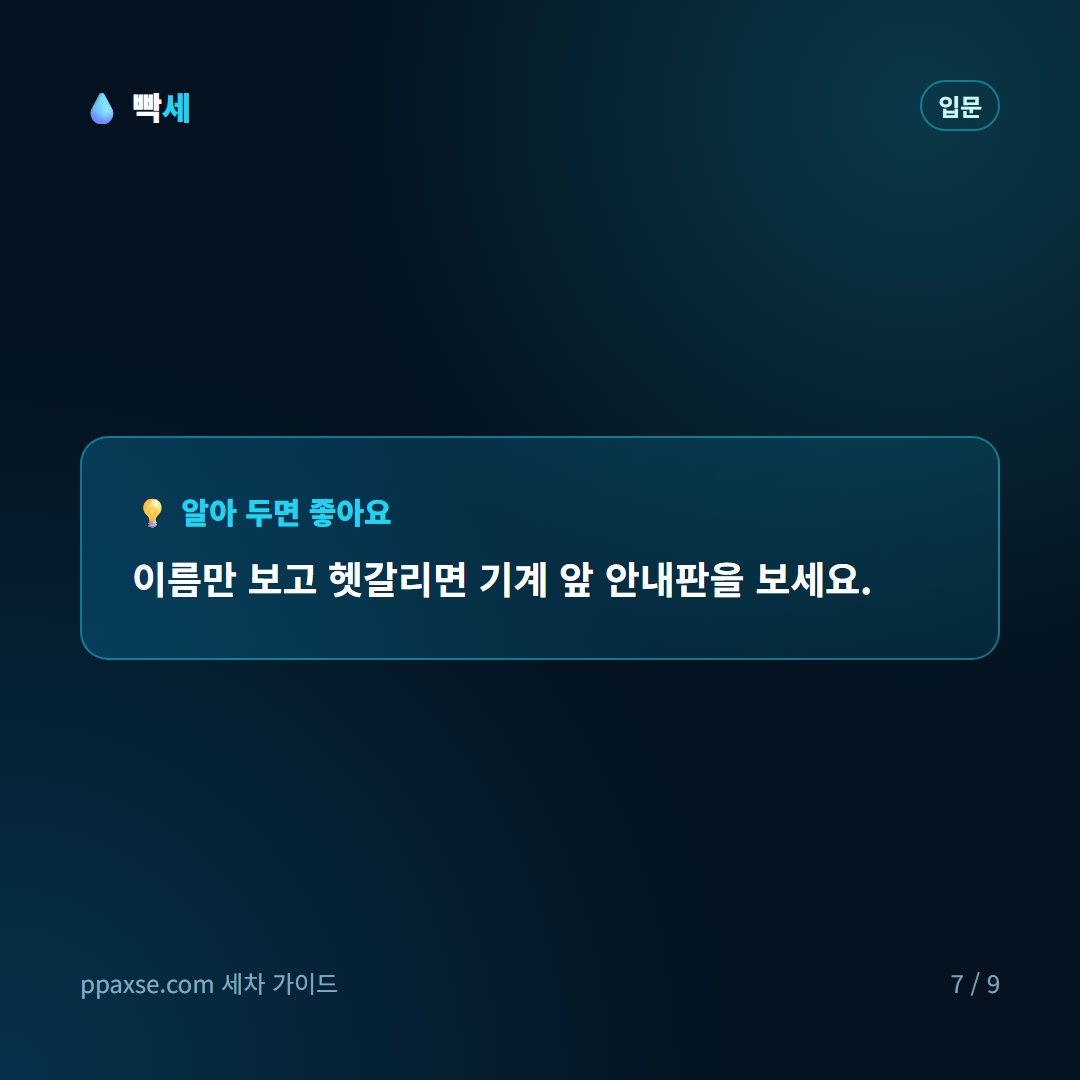 빡세
입문
알아 두면 좋아요
이름만 보고 헷갈리면 기계 앞 안내판을 보세요.
ppaxse.com 세차 가이드
7 / 9